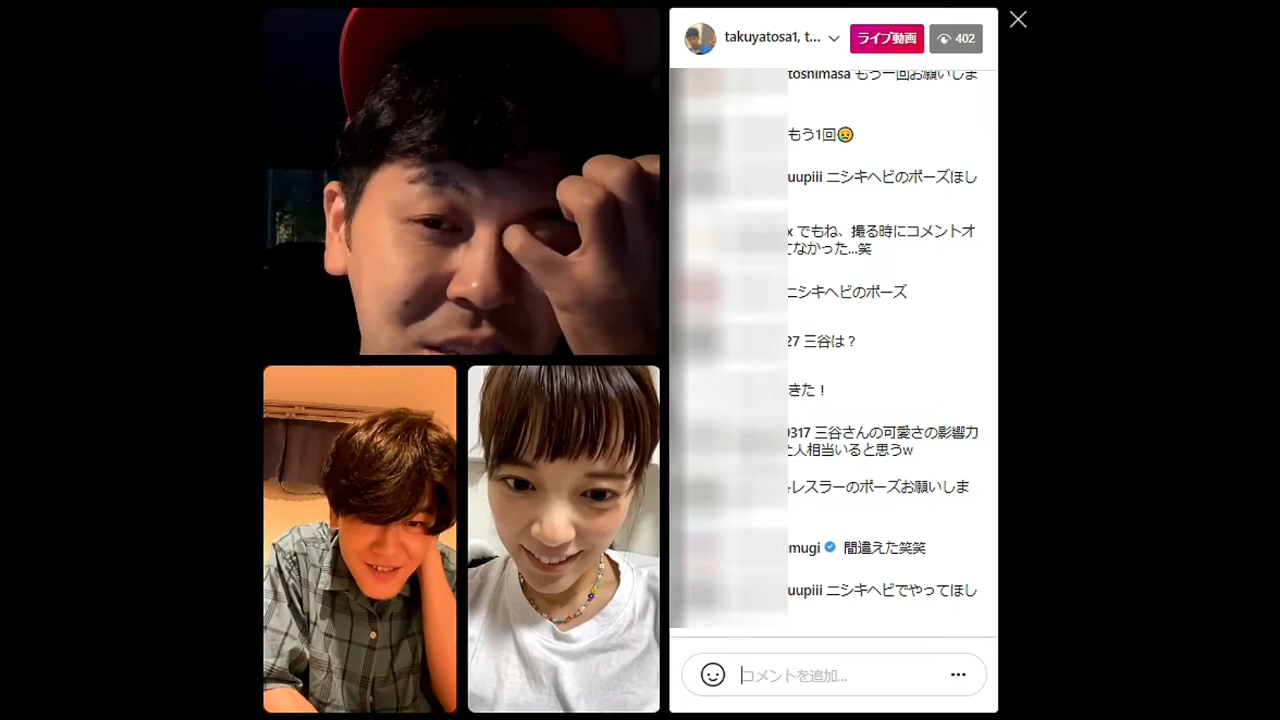 takuyatosa1, t...
ライブ動画
402
toshimasa もう一回お願いしま
もう1回😥
uupiii ニシキヘビのポーズほし
x でもね、撮る時にコメントオ
てなかった...笑
ニシキヘビのポーズ
27 三谷は？
きた！
0317 三谷さんの可愛さの影響力
た人相当いると思うw
レスラーのポーズお願いしま
mugi 間違えた笑笑
uupiii ニシキヘビでやってほし
コメントを追加...